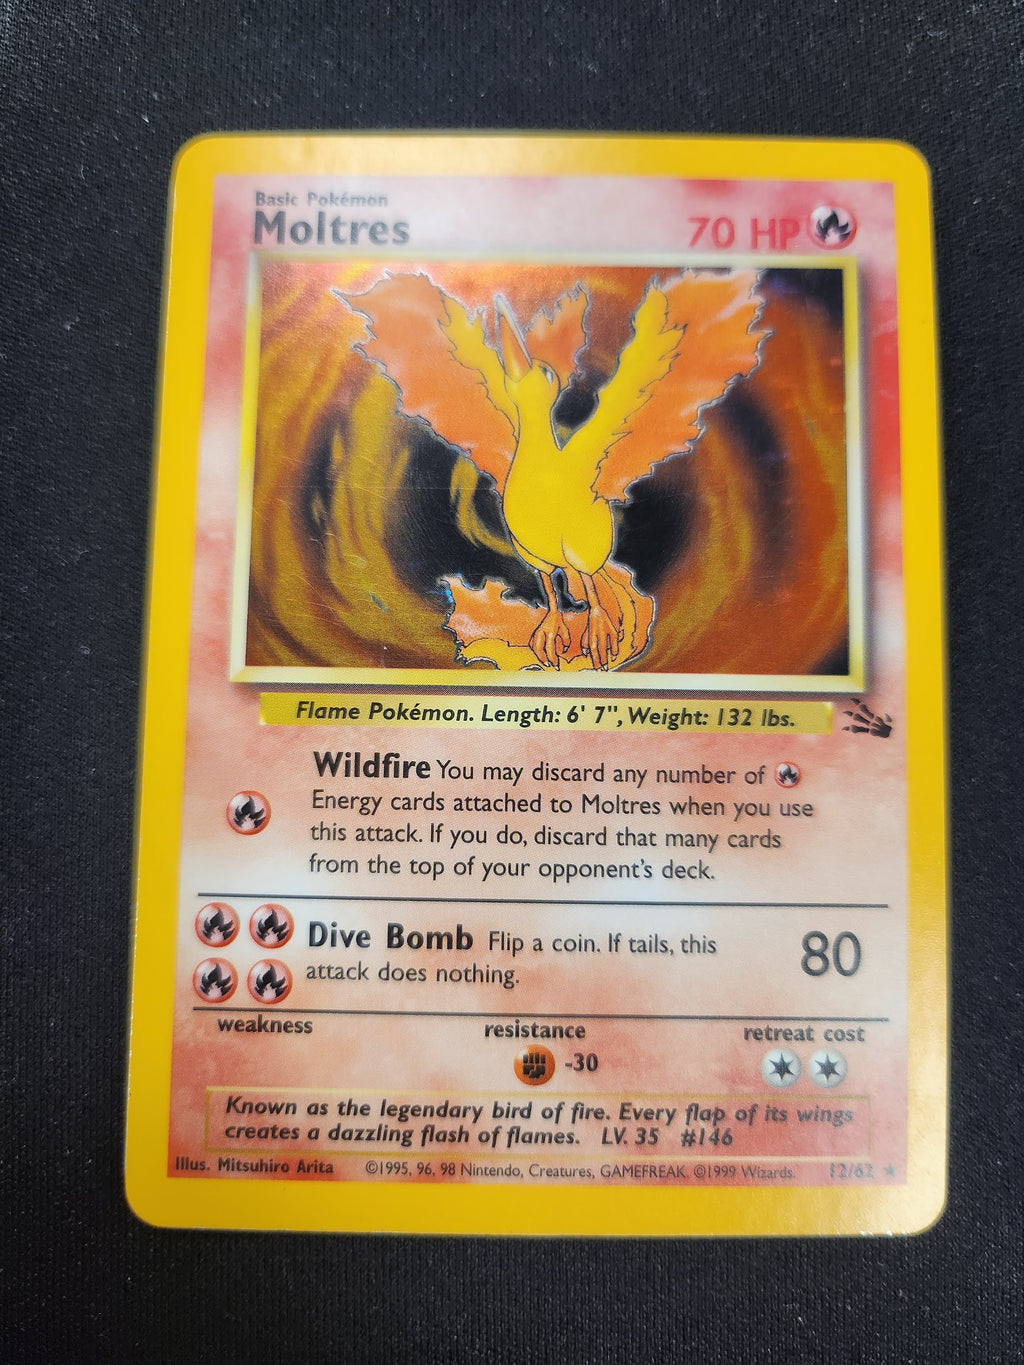 Basic Pokémon
Moltres
70 HP
Flame Pokémon. Length: 6' 7", Weight: 132 lbs.
Wildfire You may discard any number of
Energy cards attached to Moltres when you use
this attack. If you do, discard that many cards
from the top of your opponent's deck.
Dive Bomb Flip a coin. If tails, this
attack does nothing.
80
weakness resistance retreat cost
-30
Known as the legendary bird of fire. Every flap of its wings
creates a dazzling flash of flames. LV. 35 #146
Illus. Mitsuhiro Arita ©1995, 96, 98 Nintendo, Creatures, GAMEFREAK. ©1999 Wizards. 12/62 ★